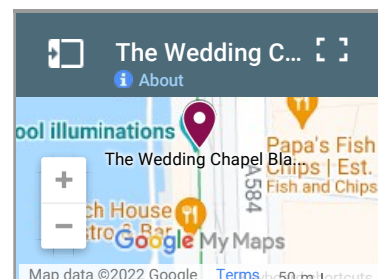 The Wedding C...
About
ool illuminations
The Wedding Chapel Bla...
Papa's Fish
Chips | Est.
Fish and Chips
A584
ch House
stro & Bar
Google My Maps
Map data ©2022 Google Terms 50 m